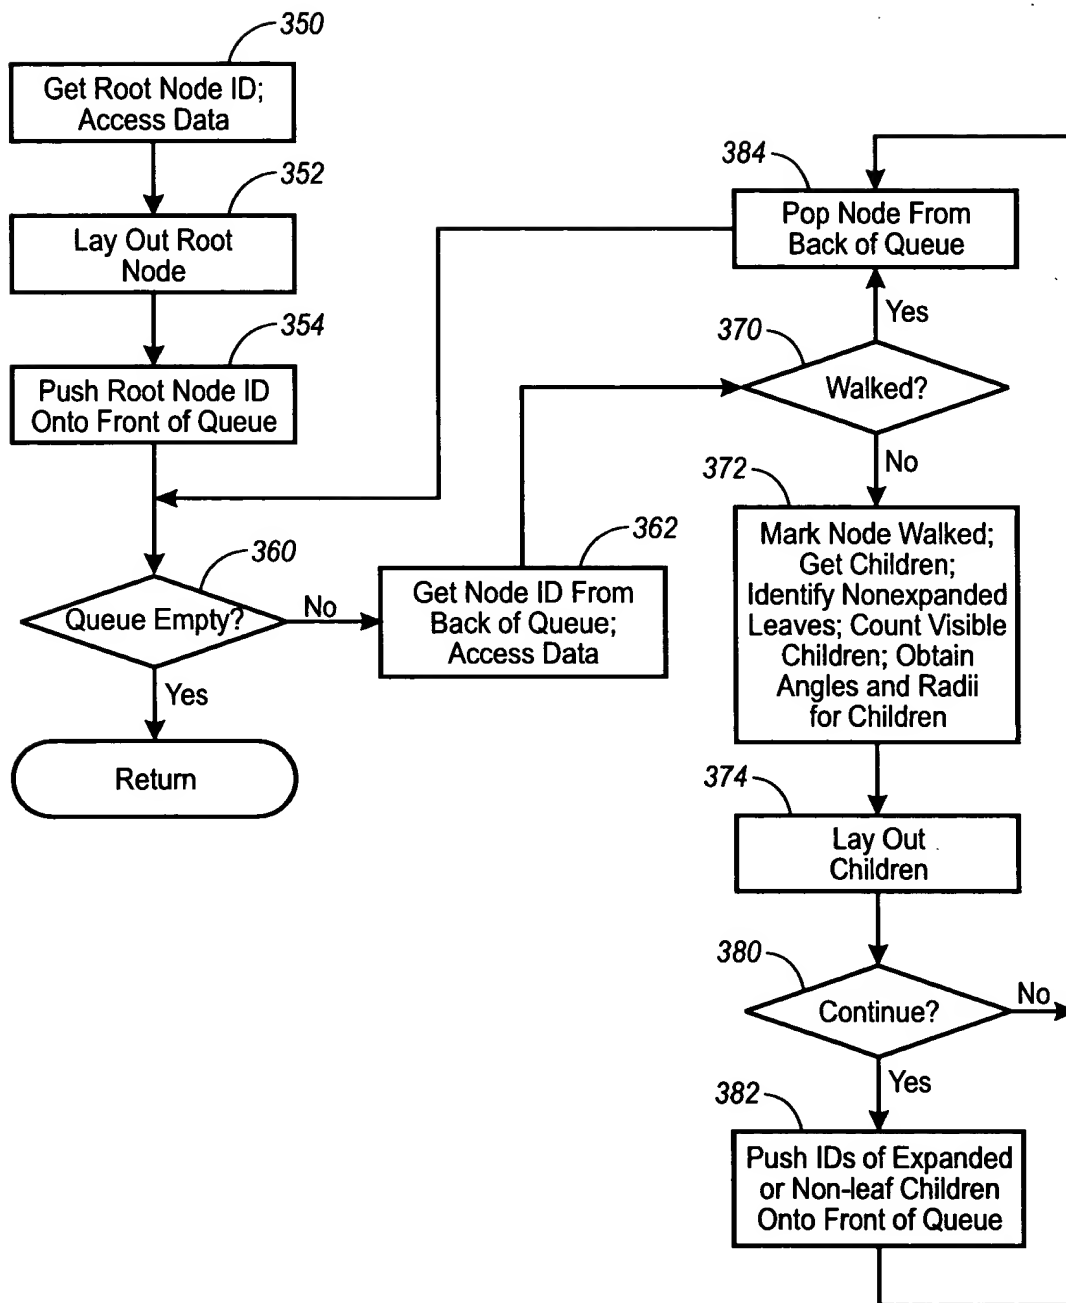 350
Get Root Node ID;
Access Data
352
Lay Out Root
Node
354
Push Root Node ID
Onto Front of Queue
360
Queue Empty?
No
Yes
Return
362
Get Node ID From
Back of Queue;
Access Data
384
Pop Node From
Back of Queue
Yes
370
Walked?
No
372
Mark Node Walked;
Get Children;
Identify Nonexpanded
Leaves; Count Visible
Children; Obtain
Angles and Radii
for Children
374
Lay Out
Children
380
Continue?
No
Yes
382
Push IDs of Expanded
or Non-leaf Children
Onto Front of Queue